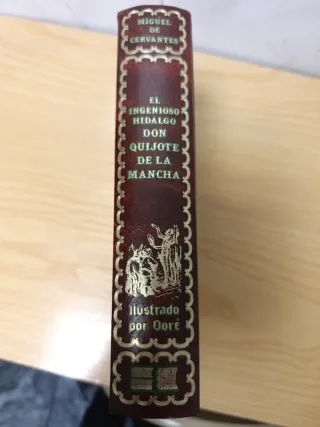 MIGUEL
DE
CERVANTES
EL
INGENIOSO
HIDALGO
DON
QUIJOTE
DE LA
MANCHA
Ilustrado
por Doré